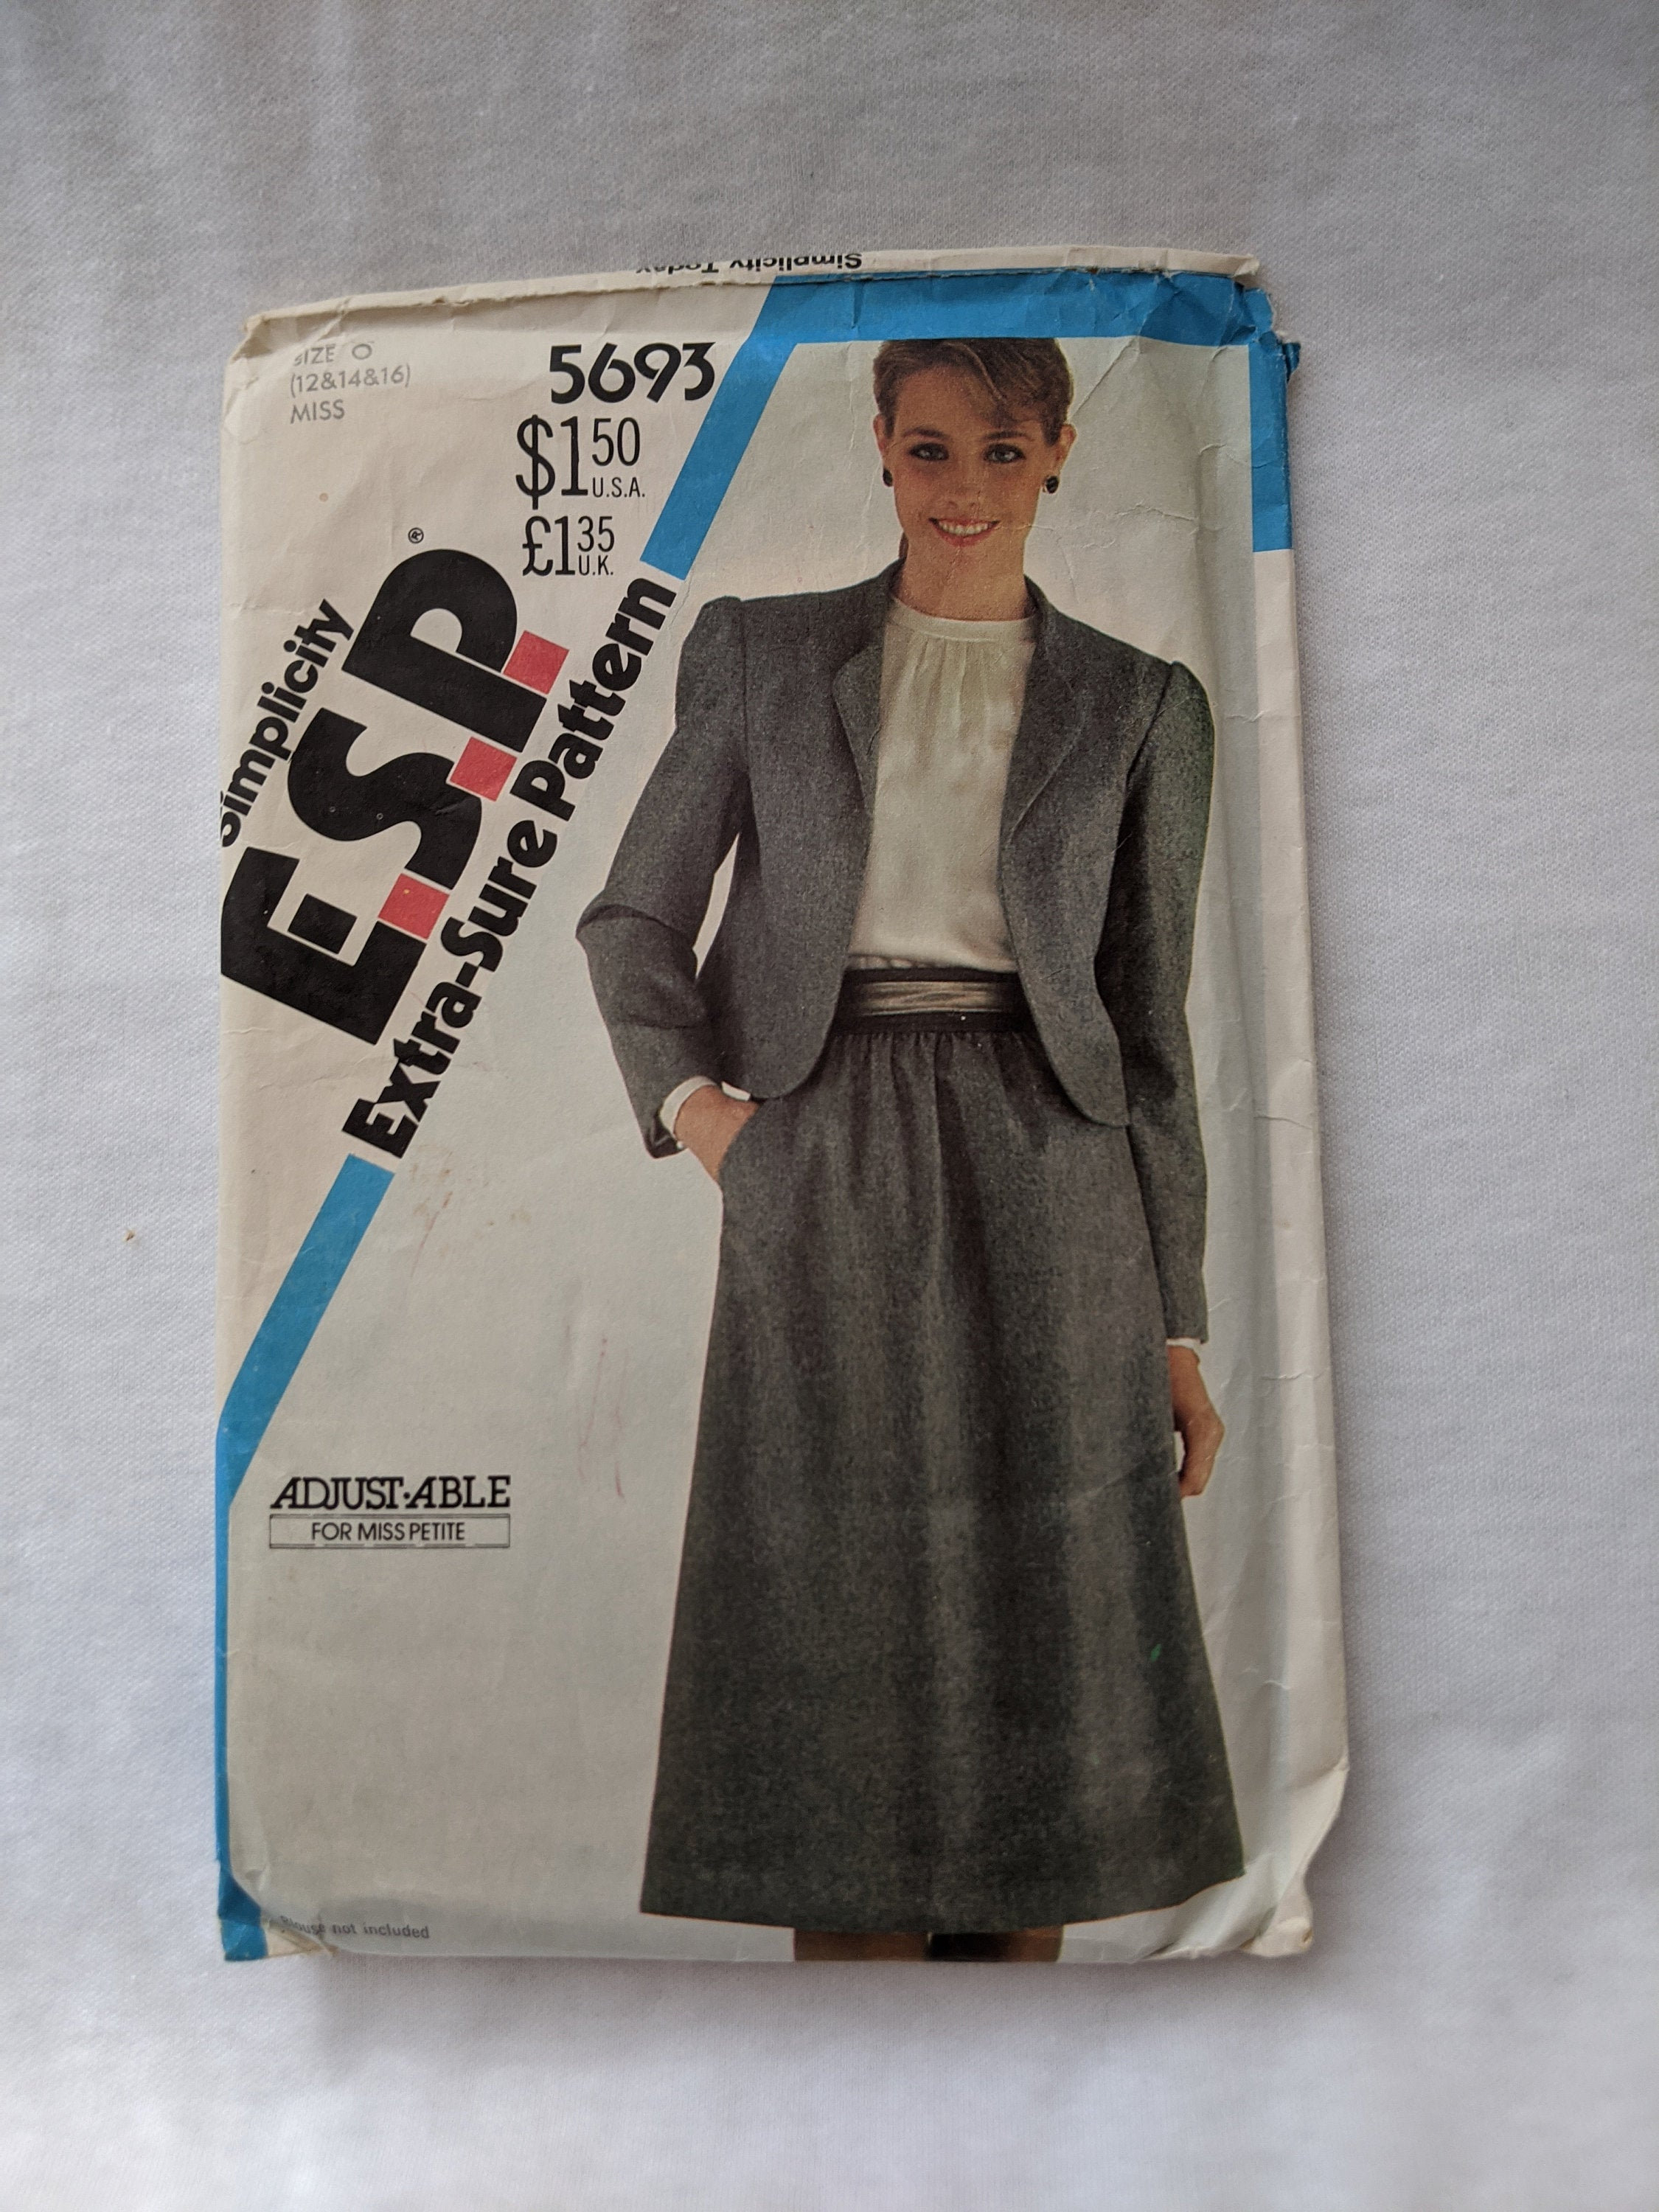 Simplicity Today
SIZE O
(12&14&16)
MISS
5693
$1.50
U.S.A.
£1.35
U.K.
Simplicity
E.S.P.®
Extra-Sure Pattern
ADJUST·ABLE
FOR MISS PETITE
Blouse not included